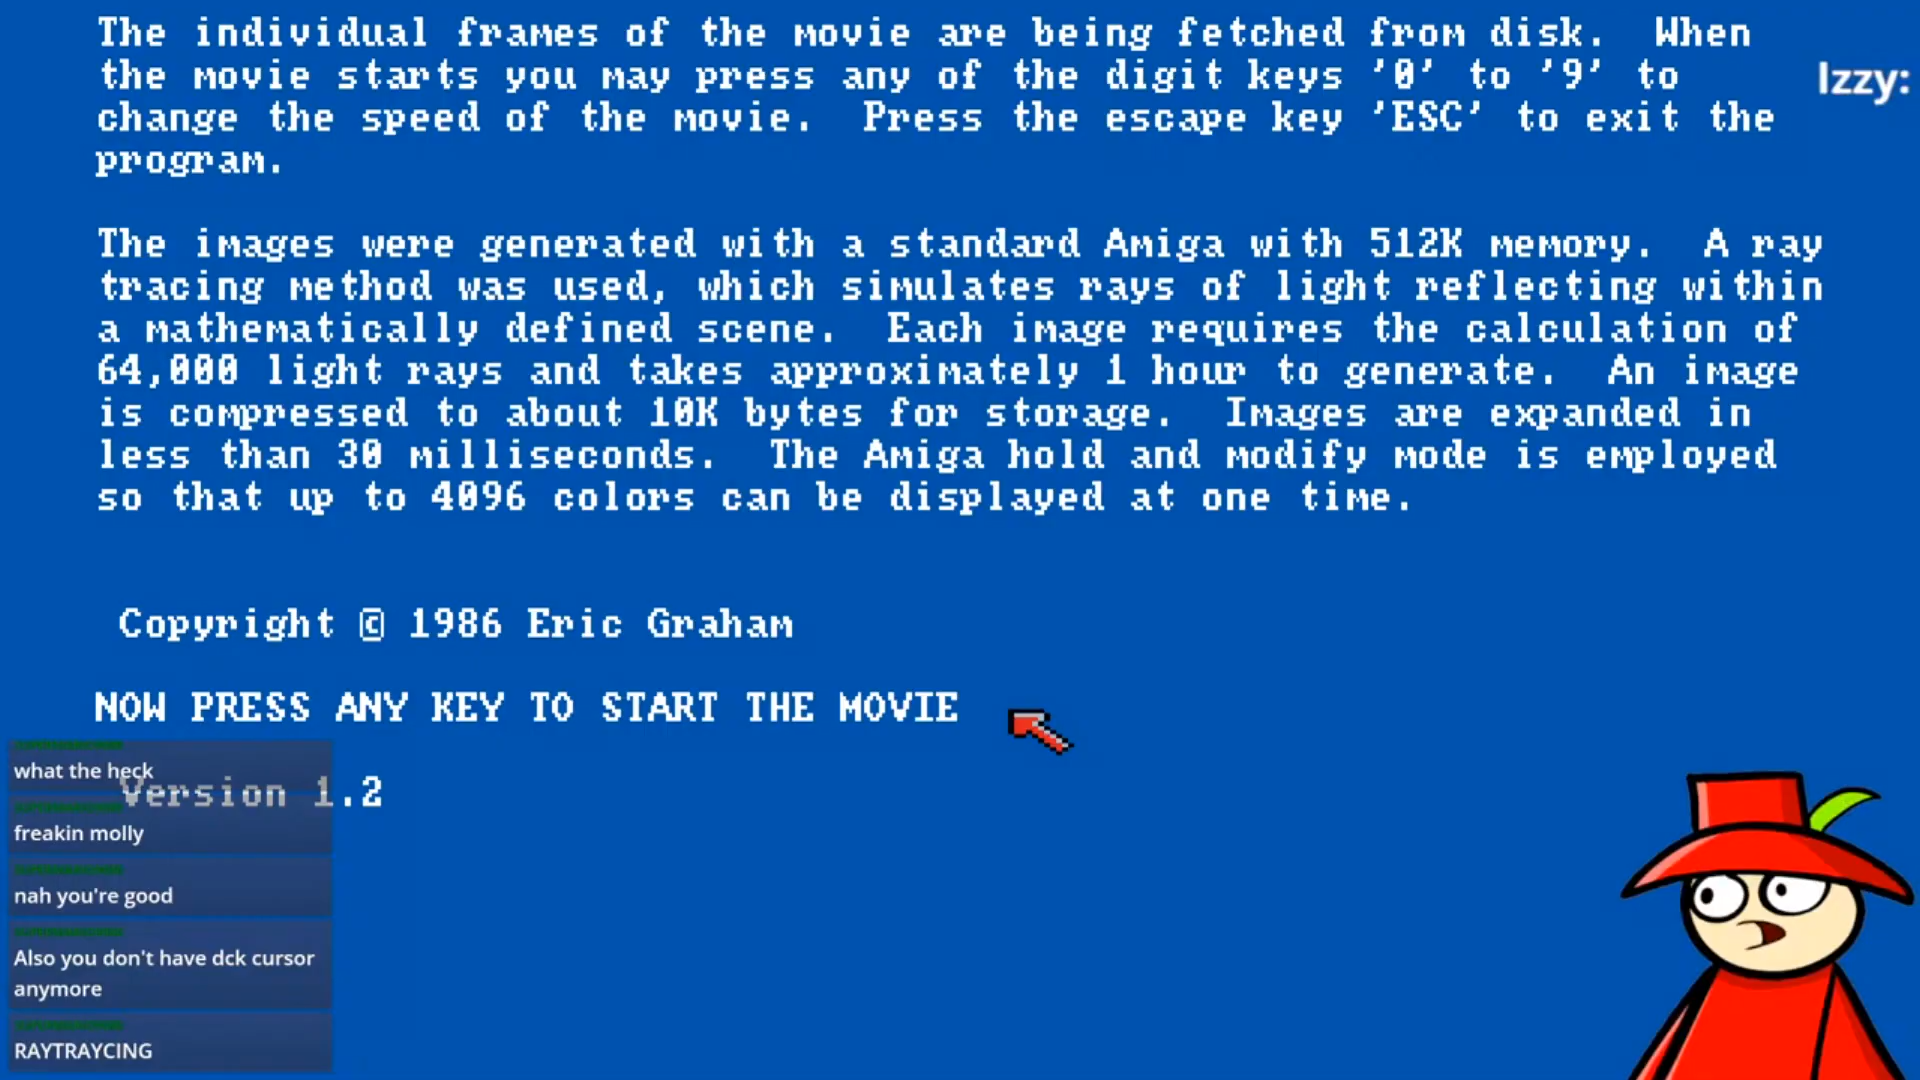 The individual frames of the movie are being fetched from disk.  When
the movie starts you may press any of the digit keys '0' to '9' to
change the speed of the movie.  Press the escape key 'ESC' to exit the
program.
Izzy:
The images were generated with a standard Amiga with 512K memory.  A ray
tracing method was used, which simulates rays of light reflecting within
a mathematically defined scene.  Each image requires the calculation of
64,000 light rays and takes approximately 1 hour to generate.  An image
is compressed to about 10K bytes for storage.  Images are expanded in
less than 30 milliseconds.  The Amiga hold and modify mode is employed
so that up to 4096 colors can be displayed at one time.
Copyright © 1986 Eric Graham
NOW PRESS ANY KEY TO START THE MOVIE
Version 1.2
what the heck
freakin molly
nah you're good
Also you don't have dck cursor
anymore
RAYTRAYCING